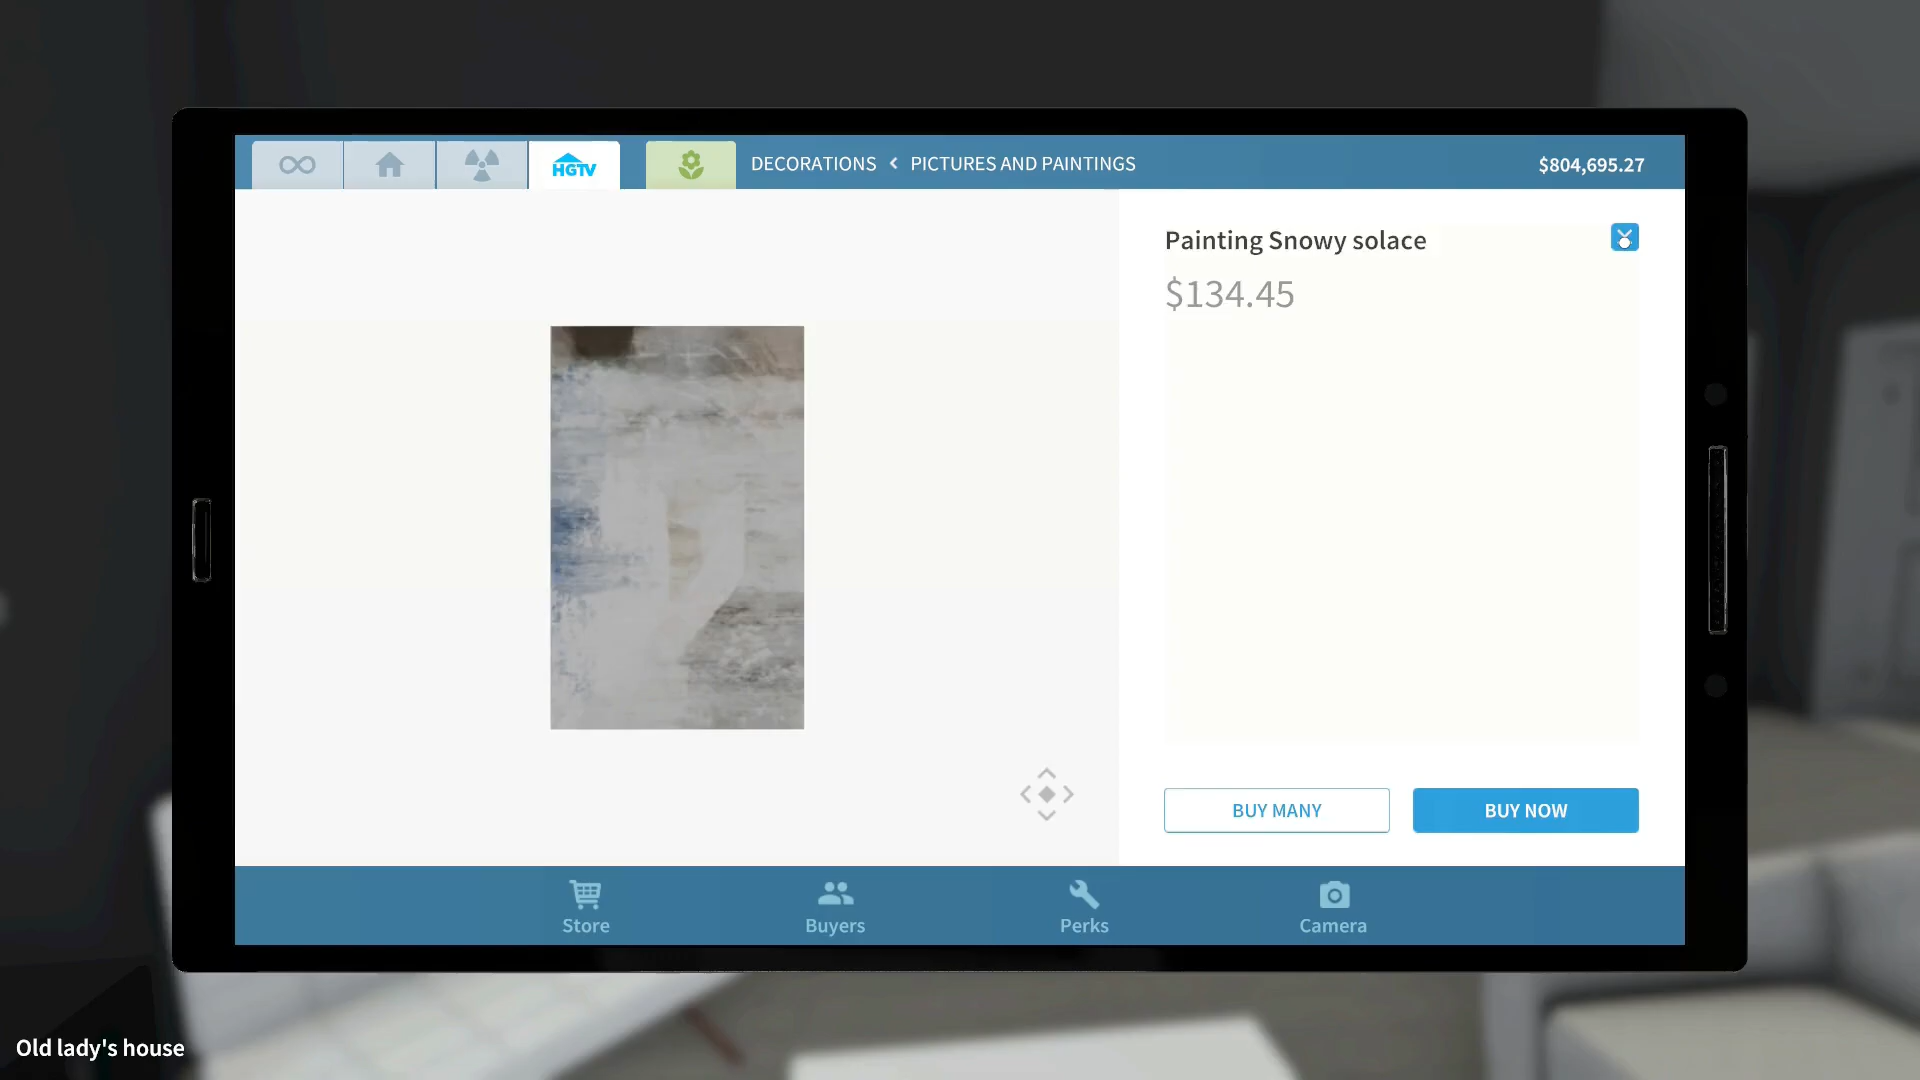 HGTV
DECORATIONS < PICTURES AND PAINTINGS
$804,695.27
Painting Snowy solace
$134.45
BUY MANY
BUY NOW
Store
Buyers
Perks
Camera
Old lady's house